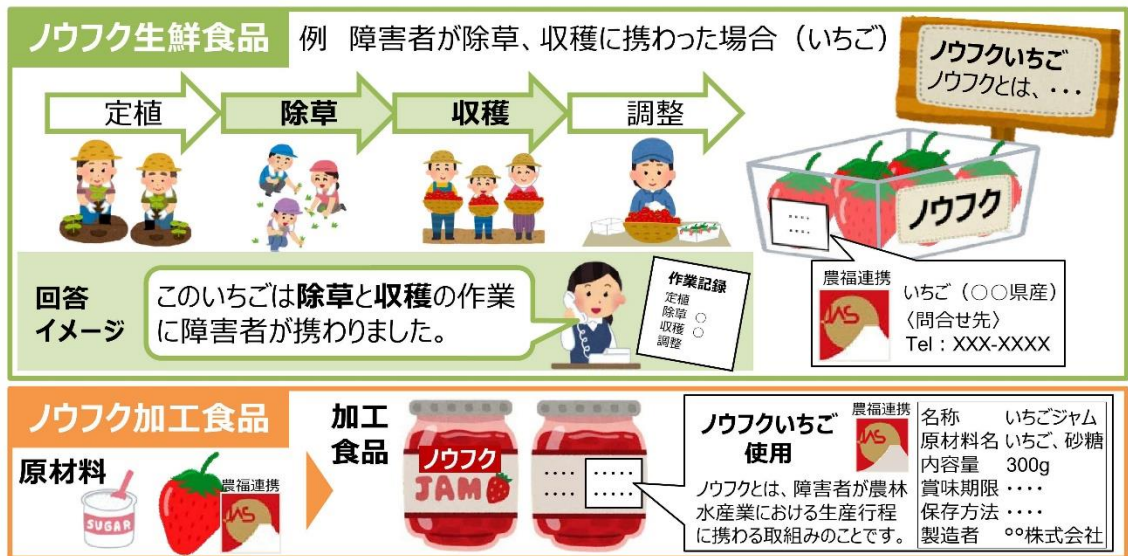 ノウフク生鮮食品
例 障害者が除草、収穫に携わった場合（いちご）
定植
除草
収穫
調整
ノウフクいちご
ノウフクとは、・・・
ノウフク
・・・・
・・・・
回答
イメージ
このいちごは除草と収穫の作業
に障害者が携わりました。
作業記録
定植
除草 ○
収穫 ○
調整
農福連携
JAS
いちご（○○県産）
〈問合せ先〉
Tel：XXX-XXXX
ノウフク加工食品
原材料
SUGAR
農福連携
JAS
加工
食品
ノウフク
JAM
・・・・ ・・・・・
・・・・ ・・・・・
ノウフクいちご
使用
農福連携
JAS
ノウフクとは、障害者が農林
水産業における生産行程
に携わる取組みのことです。
名称 いちごジャム
原材料名 いちご、砂糖
内容量 300g
賞味期限 ・・・・
保存方法 ・・・・
製造者 °°株式会社